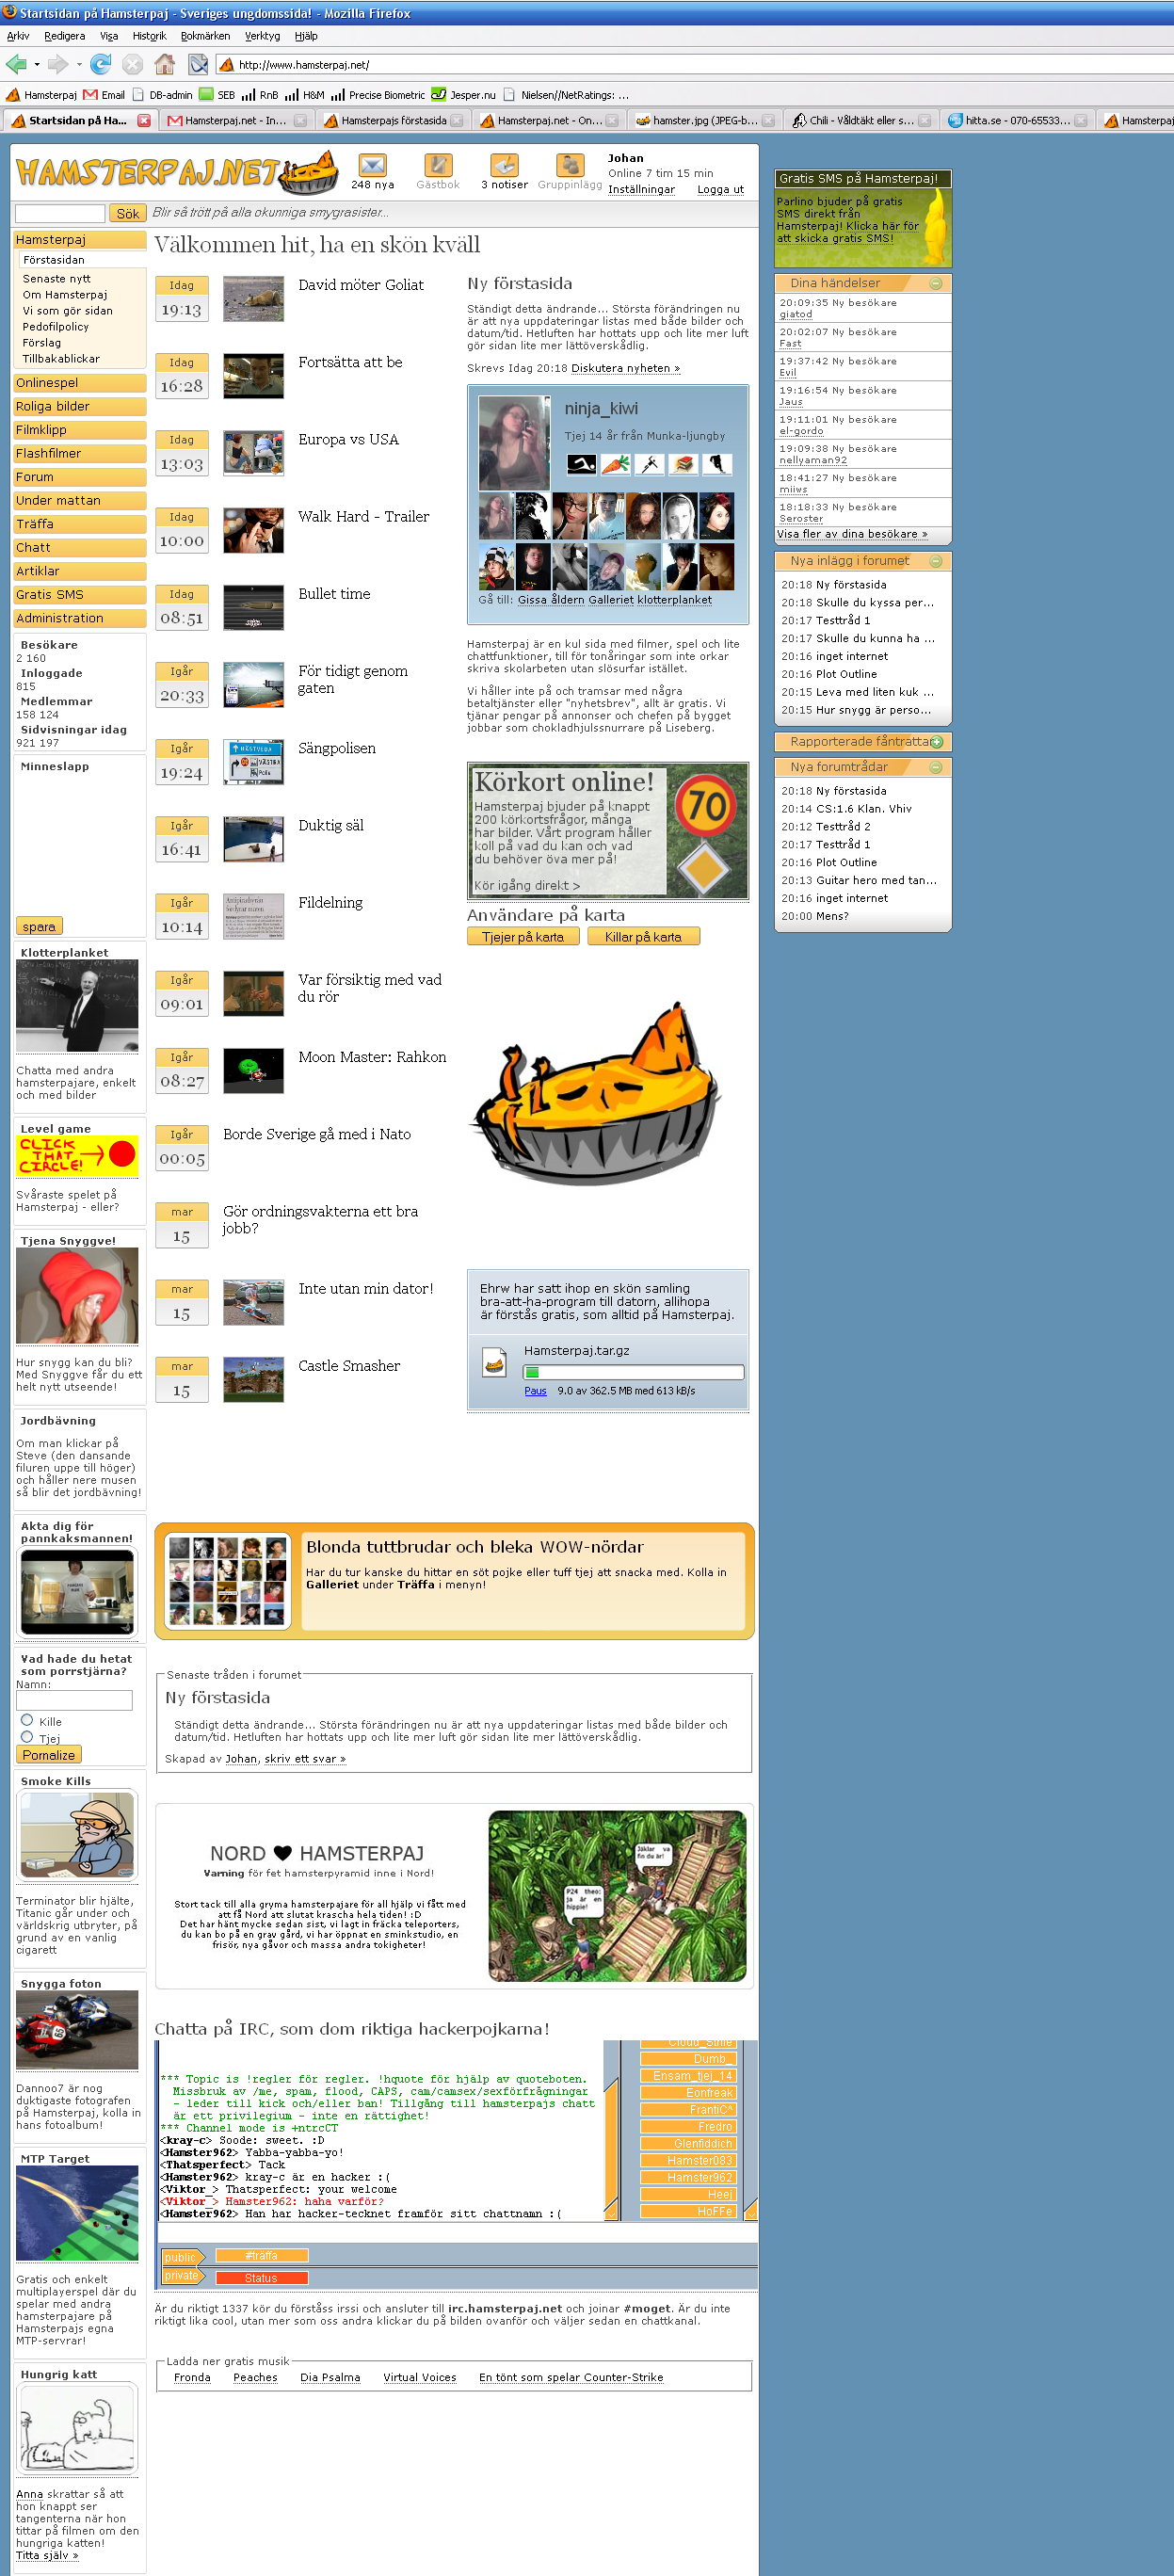 Startsidan på Hamsterpaj - Sveriges ungdomssida! - Mozilla Firefox
Arkiv Redigera Visa Historik Bokmärken Verktyg Hjälp
http://www.hamsterpaj.net/
Hamsterpaj Email DB-admin SEB RnB H&M Precise Biometric Jesper.nu Nielsen//NetRatings: ...
Startsidan på Ha... Hamsterpaj.net - In... Hamsterpajs förstasida Hamsterpaj.net - On... hamster.jpg (JPEG-b... Chili - Våldtäkt eller s... hitta.se - 070-65533... Hamsterpaj
HAMSTERPAJ.NET
248 nya Gästbok 3 notiser Gruppinlägg
Johan
Online 7 tim 15 min
Inställningar Logga ut
Sök Blir så trött på alla okunniga smygrasister...
Hamsterpaj
Förstasidan
Senaste nytt
Om Hamsterpaj
Vi som gör sidan
Pedofilpolicy
Förslag
Tillbakablickar
Onlinespel
Roliga bilder
Filmklipp
Flashfilmer
Forum
Under mattan
Träffa
Chatt
Artiklar
Gratis SMS
Administration
Besökare
2 160
Inloggade
815
Medlemmar
158 124
Sidvisningar idag
921 197
Minneslapp
spara
Klotterplanket
Chatta med andra
hamsterpajare, enkelt
och med bilder
Level game
CLICK
THAT
CIRCLE!
Svåraste spelet på
Hamsterpaj - eller?
Tjena Snyggve!
Hur snygg kan du bli?
Med Snyggve får du ett
helt nytt utseende!
Jordbävning
Om man klickar på
Steve (den dansande
filuren uppe till höger)
och håller nere musen
så blir det jordbävning!
Akta dig för
pannkaksmannen!
Vad hade du hetat
som porrstjärna?
Namn:
Kille
Tjej
Pornalize
Smoke Kills
Terminator blir hjälte,
Titanic går under och
världskrig utbryter, på
grund av en vanlig
cigarett
Snygga foton
Dannoo7 är nog
duktigaste fotografen
på Hamsterpaj, kolla in
hans fotoalbum!
MTP Target
Gratis och enkelt
multiplayerspel där du
spelar med andra
hamsterpajare på
Hamsterpajs egna
MTP-servrar!
Hungrig katt
Anna skrattar så att
hon knappt ser
tangenterna när hon
tittar på filmen om den
hungriga katten!
Titta själv »
Välkommen hit, ha en skön kväll
Idag
19:13
David möter Goliat
Idag
16:28
Fortsätta att be
Idag
13:03
Europa vs USA
Idag
10:00
Walk Hard - Trailer
Idag
08:51
Bullet time
Igår
20:33
För tidigt genom
gaten
Igår
19:24
Sängpolisen
Igår
16:41
Duktig säl
Igår
10:14
Fildelning
Igår
09:01
Var försiktig med vad
du rör
Igår
08:27
Moon Master: Rahkon
Igår
00:05
Borde Sverige gå med i Nato
mar
15
Gör ordningsvakterna ett bra
jobb?
mar
15
Inte utan min dator!
mar
15
Castle Smasher
Ny förstasida
Ständigt detta ändrande... Största förändringen nu
är att nya uppdateringar listas med både bilder och
datum/tid. Hetluften har hottats upp och lite mer luft
gör sidan lite mer lättöverskådlig.
Skrevs Idag 20:18 Diskutera nyheten »
ninja_kiwi
Tjej 14 år från Munka-ljungby
Gå till: Gissa åldern Galleriet klotterplanket
Hamsterpaj är en kul sida med filmer, spel och lite
chattfunktioner, till för tonåringar som inte orkar
skriva skolarbeten utan slösurfar istället.
Vi håller inte på och tramsar med några
betaltjänster eller "nyhetsbrev", allt är gratis. Vi
tjänar pengar på annonser och chefen på bygget
jobbar som chokladhjulssnurrare på Liseberg.
Körkort online!
Hamsterpaj bjuder på knappt
200 körkortsfrågor, många
har bilder. Vårt program håller
koll på vad du kan och vad
du behöver öva mer på!
Kör igång direkt >
70
Användare på karta
Tjejer på karta Killar på karta
Ehrw har satt ihop en skön samling
bra-att-ha-program till datorn, allihopa
är förstås gratis, som alltid på Hamsterpaj.
Hamsterpaj.tar.gz
Paus 9.0 av 362.5 MB med 613 kB/s
Blonda tuttbrudar och bleka WOW-nördar
Har du tur kanske du hittar en söt pojke eller tuff tjej att snacka med. Kolla in
Galleriet under Träffa i menyn!
Senaste tråden i forumet
Ny förstasida
Ständigt detta ändrande... Största förändringen nu är att nya uppdateringar listas med både bilder och
datum/tid. Hetluften har hottats upp och lite mer luft gör sidan lite mer lättöverskådlig.
Skapad av Johan, skriv ett svar »
NORD ♥ HAMSTERPAJ
Varning för fet hamsterpyramid inne i Nord!
Stort tack till alla gryma hamsterpajare för all hjälp vi fått med
att få Nord att slutat krascha hela tiden! :D
Det har hänt mycke sedan sist, vi lagt in fräcka teleporters,
du kan bo på en grav gård, vi har öppnat en sminkstudio, en
frisör, nya gåvor och massa andra tokigheter!
Jäklar va
fin du är!
P24 theo:
ja är en
hippie!
Chatta på IRC, som dom riktiga hackerpojkarna!
*** Topic is !regler för regler. !hquote för hjälp av quoteboten.
Missbruk av /me, spam, flood, CAPS, cam/camsex/sexförfrågningar
- leder till kick och/eller ban! Tillgång till hamsterpajs chatt
är ett privilegium - inte en rättighet!
*** Channel mode is +ntrcCT
<kray-c> Soode: sweet. :D
<Hamster962> Yabba-yabba-yo!
<Thatsperfect> Tack
<Hamster962> kray-c är en hacker :(
<Viktor_> Thatsperfect: your welcome
<Viktor_> Hamster962: haha varför?
<Hamster962> Han har hacker-tecknet framför sitt chattnamn :(
Cloud_Strife
Dumb_
Ensam_tjej_14
Eonfreak
FrantiC^
Fredro
Glenfiddich
Hamster083
Hamster962
Heej
HoFFe
public #träffa
private Status
Är du riktigt 1337 kör du förståss irssi och ansluter till irc.hamsterpaj.net och joinar #moget. Är du inte
riktigt lika cool, utan mer som oss andra klickar du på bilden ovanför och väljer sedan en chattkanal.
Ladda ner gratis musik
Fronda Peaches Dia Psalma Virtual Voices En tönt som spelar Counter-Strike
Gratis SMS på Hamsterpaj!
Parlino bjuder på gratis
SMS direkt från
Hamsterpaj! Klicka här för
att skicka gratis SMS!
Dina händelser
20:09:35 Ny besökare
giatod
20:02:07 Ny besökare
Fast
19:37:42 Ny besökare
Evil
19:16:54 Ny besökare
Jaus
19:11:01 Ny besökare
el-gordo
19:09:38 Ny besökare
nellyaman92
18:41:27 Ny besökare
miiws
18:18:33 Ny besökare
Seroster
Visa fler av dina besökare »
Nya inlägg i forumet
20:18 Ny förstasida
20:18 Skulle du kyssa per...
20:17 Testtråd 1
20:17 Skulle du kunna ha ...
20:16 inget internet
20:16 Plot Outline
20:15 Leva med liten kuk ...
20:15 Hur snygg är perso...
Rapporterade fåntrattar
Nya forumtrådar
20:18 Ny förstasida
20:14 CS:1.6 Klan. Vhiv
20:12 Testtråd 2
20:17 Testtråd 1
20:16 Plot Outline
20:13 Guitar hero med tan...
20:16 inget internet
20:00 Mens?